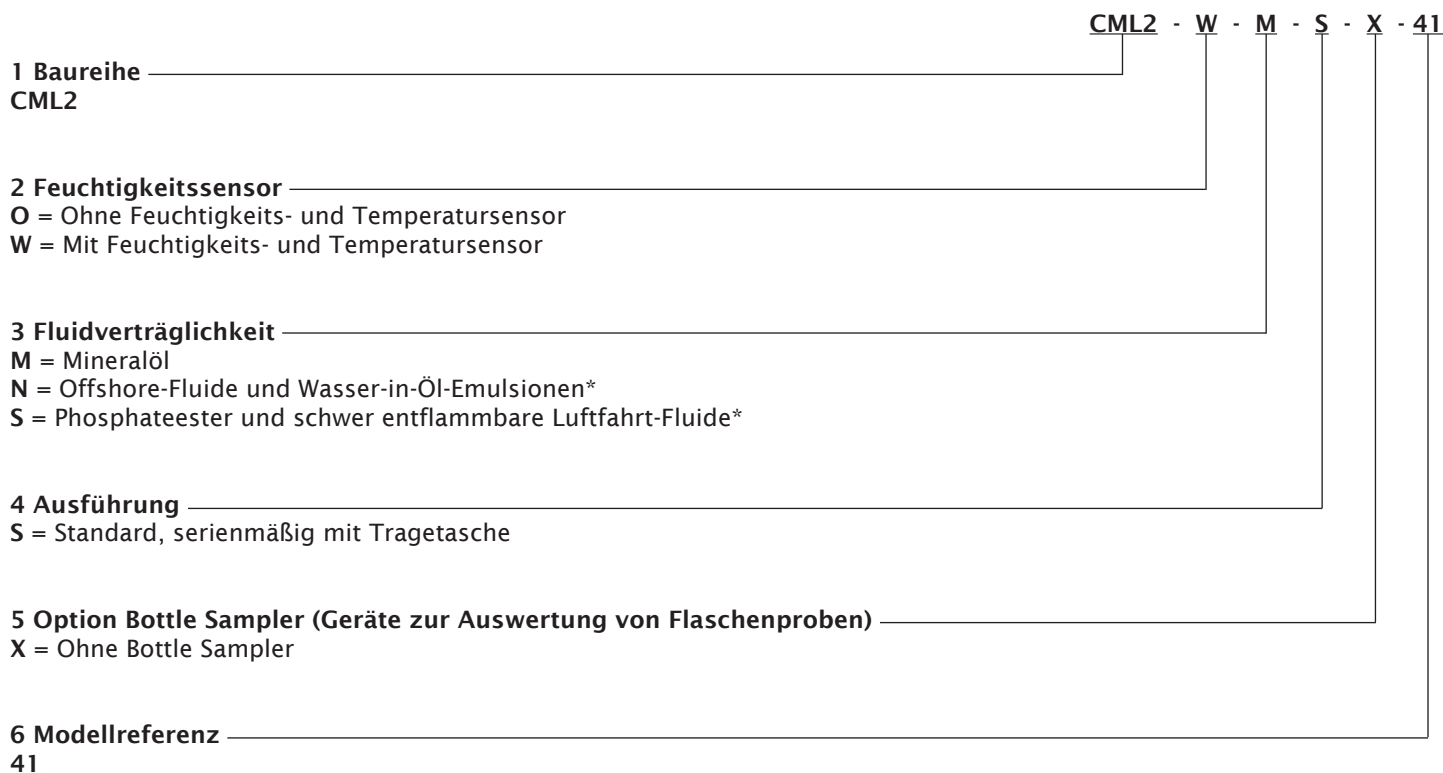 CML2 - W - M - S - X - 41
1 Baureihe
CML2
2 Feuchtigkeitssensor
O = Ohne Feuchtigkeits- und Temperatursensor
W = Mit Feuchtigkeits- und Temperatursensor
3 Fluidverträglichkeit
M = Mineralöl
N = Offshore-Fluide und Wasser-in-Öl-Emulsionen*
S = Phosphateester und schwer entflammbare Luftfahrt-Fluide*
4 Ausführung
S = Standard, serienmäßig mit Tragetasche
5 Option Bottle Sampler (Geräte zur Auswertung von Flaschenproben)
X = Ohne Bottle Sampler
6 Modellreferenz
41